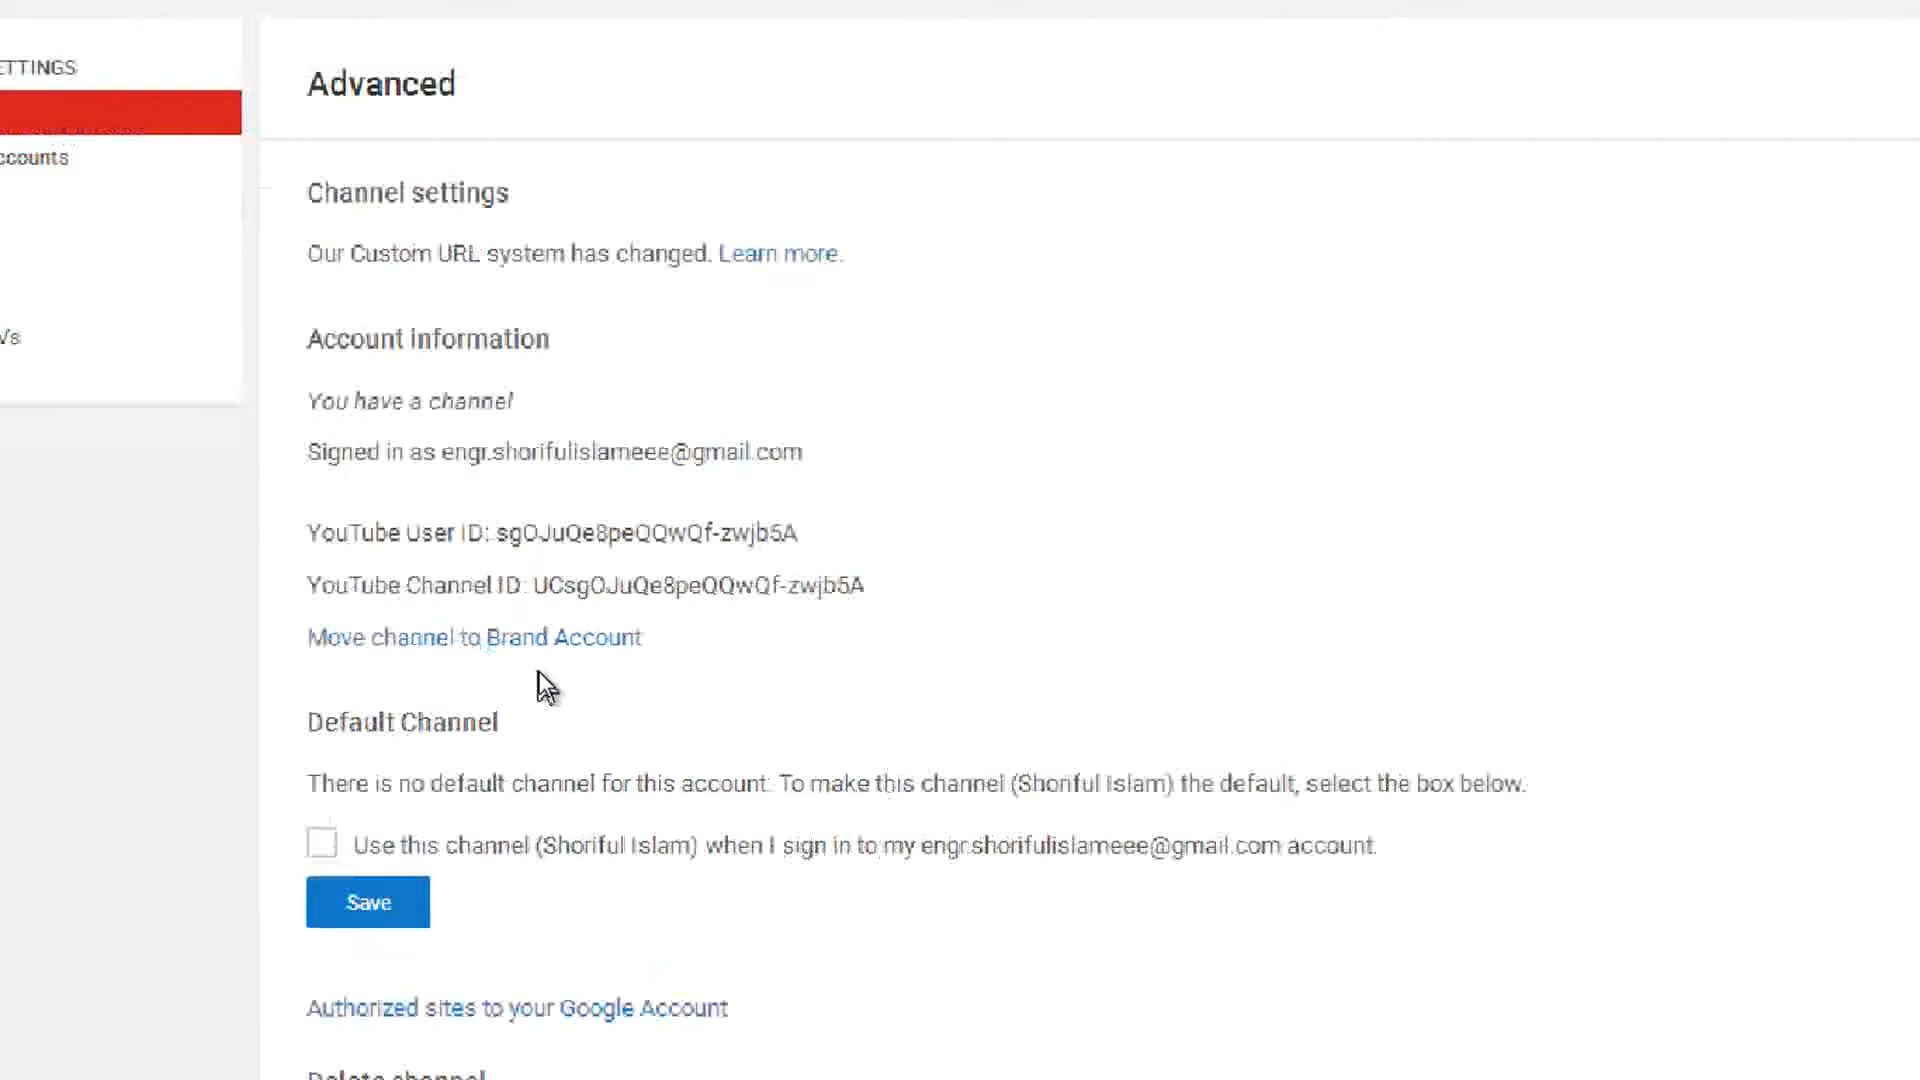 ETTINGS
Advanced
ccounts
Channel settings
Our Custom URL system has changed. Learn more.
Vs
Account information
You have a channel
Signed in as engr.shorifulislameee@gmail.com
YouTube User ID: sgOJuQe8peQQwQf-zwjb5A
YouTube Channel ID: UCsgOJuQe8peQQwQf-zwjb5A
Move channel to Brand Account
Default Channel
There is no default channel for this account. To make this channel (Shoriful Islam) the default, select the box below.
Use this channel (Shoriful Islam) when I sign in to my engr.shorifulislameee@gmail.com account.
Save
Authorized sites to your Google Account
Delete channel